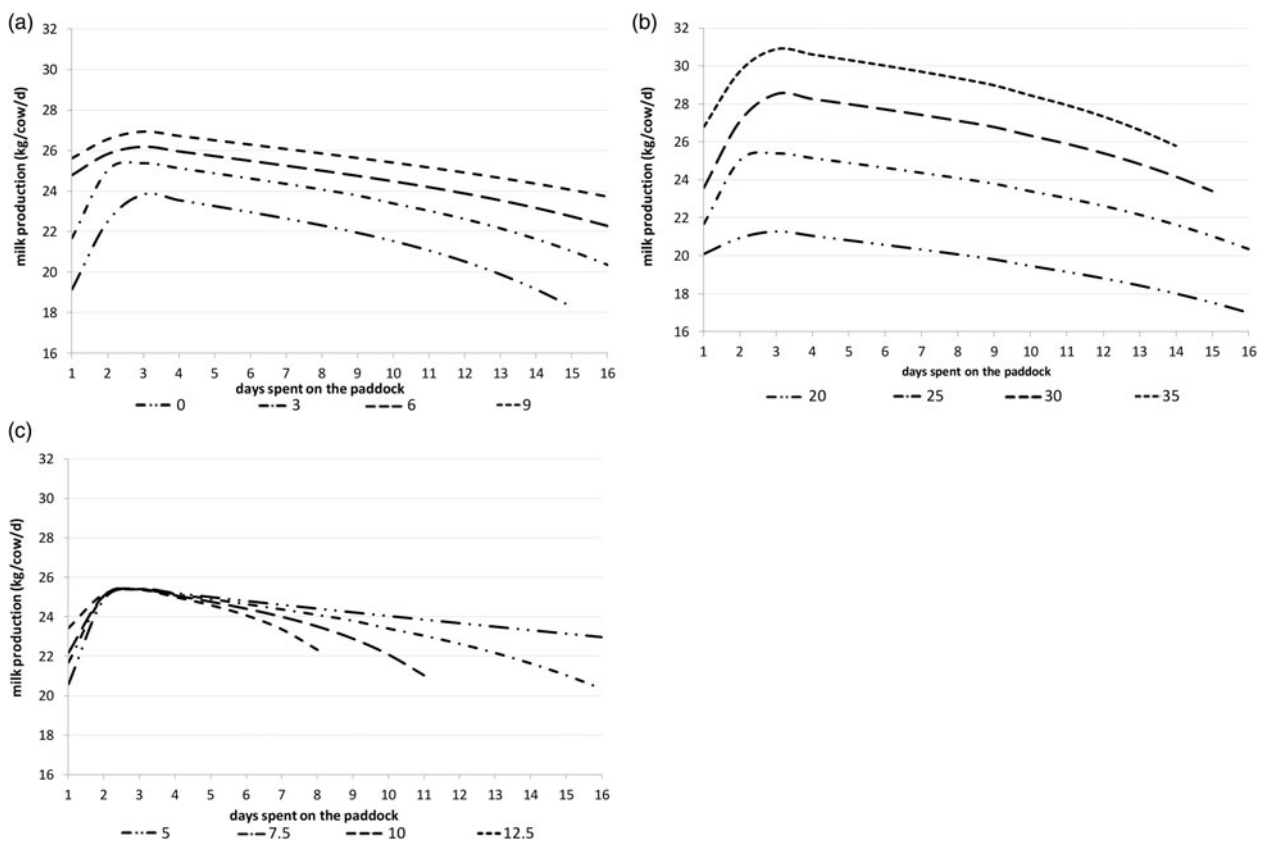 (a)
milk production (kg/cow/d)
32
30
28
26
24
22
20
18
16
1 2 3 4 5 6 7 8 9 10 11 12 13 14 15 16
days spent on the paddock
0 3 6 9
(b)
milk production (kg/cow/d)
32
30
28
26
24
22
20
18
16
1 2 3 4 5 6 7 8 9 10 11 12 13 14 15 16
days spent on the paddock
20 25 30 35
(c)
milk production (kg/cow/d)
32
30
28
26
24
22
20
18
16
1 2 3 4 5 6 7 8 9 10 11 12 13 14 15 16
days spent on the paddock
5 7.5 10 12.5